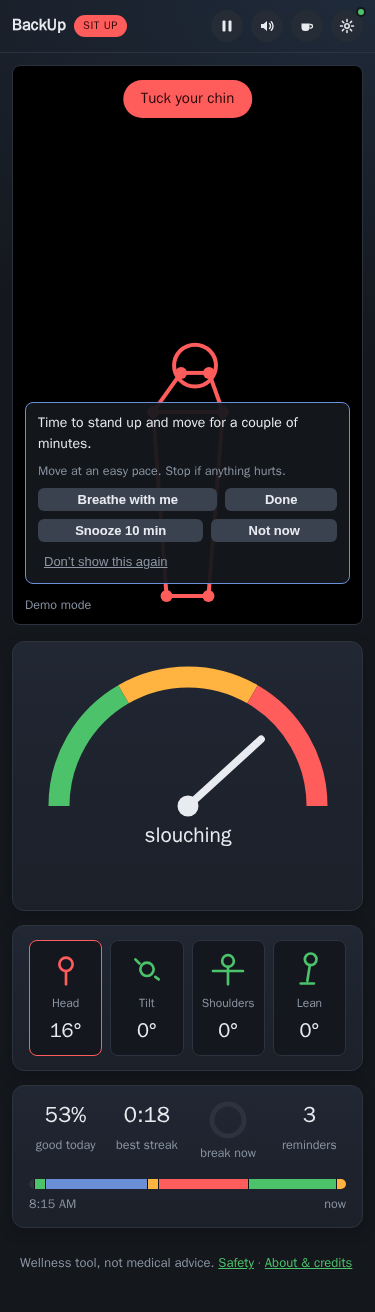 BackUp SIT UP
Tuck your chin
Time to stand up and move for a couple of
minutes.
Move at an easy pace. Stop if anything hurts.
Breathe with me Done
Snooze 10 min Not now
Don't show this again
Demo mode
slouching
Head Tilt Shoulders Lean
16° 0° 0° 0°
53% 0:18 3
good today best streak break now reminders
8:15 AM now
Wellness tool, not medical advice. Safety · About & credits